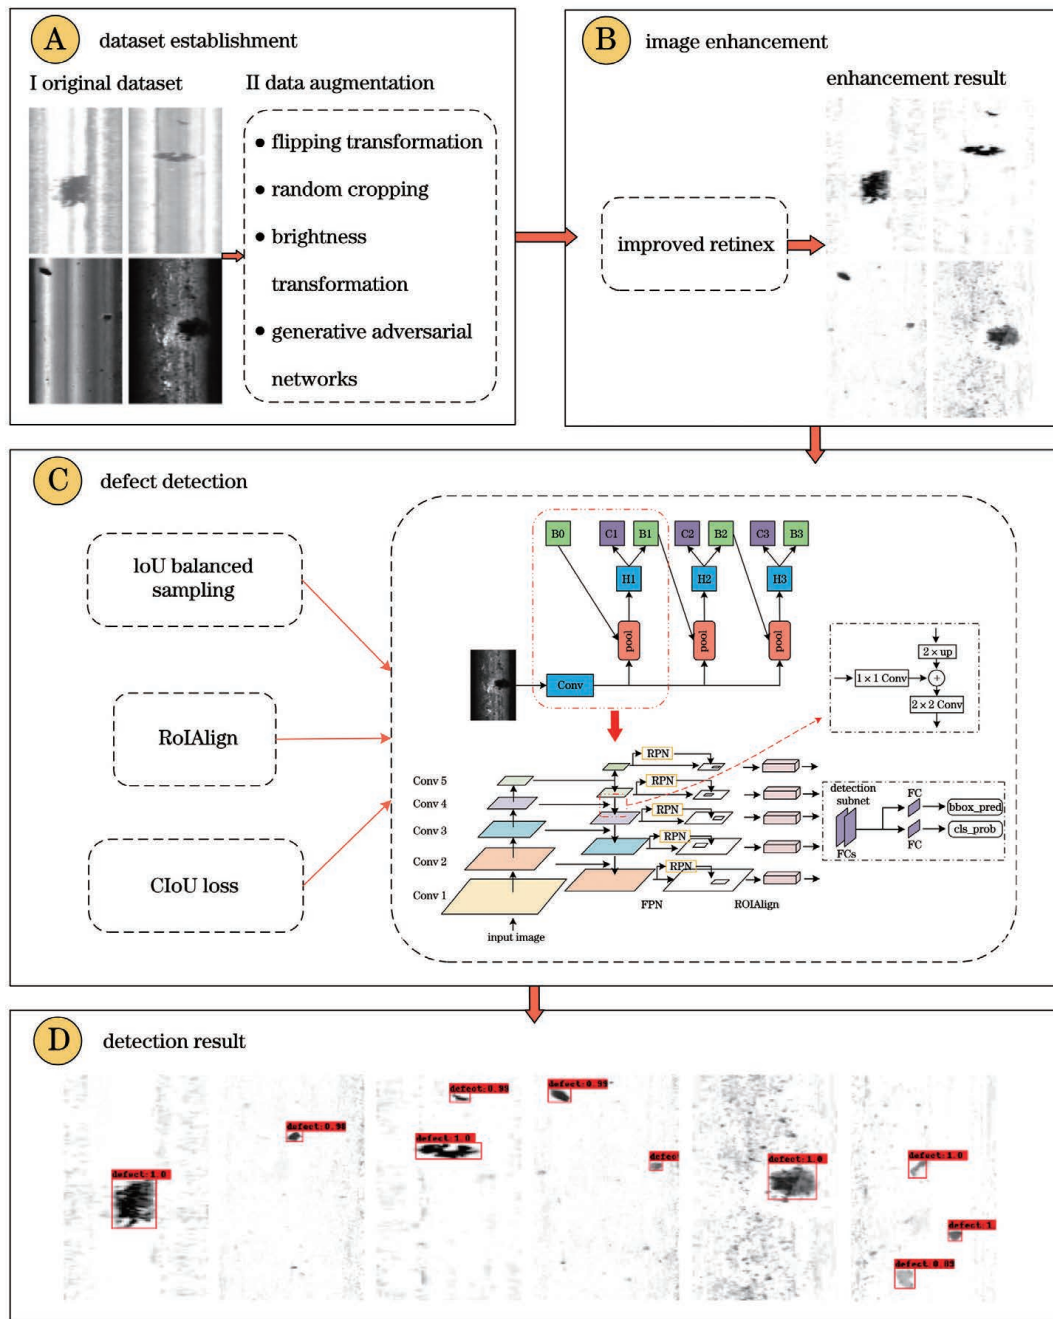 A dataset establishment
I original dataset
II data augmentation
● flipping transformation
● random cropping
● brightness
transformation
● generative adversarial
networks
B image enhancement
enhancement result
improved retinex
C defect detection
loU balanced
sampling
RoIAlign
CIoU loss
B0 C1 B1 C2 B2 C3 B3
H1 H2 H3
pool pool pool
Conv
2 × up
1 × 1 Conv +
2 × 2 Conv
RPN
Conv 5
RPN
Conv 4
RPN
Conv 3
RPN
Conv 2
RPN
Conv 1
FPN ROIAlign
input image
detection
subnet
FC
bbox_pred
cls_prob
FCs
FC
D detection result
defect:1.0
defect:0.98
defect:0.99
defect:1.0
defect:0.99
defec
defect:1.0
defect:1.0
defect:1
defect:0.89